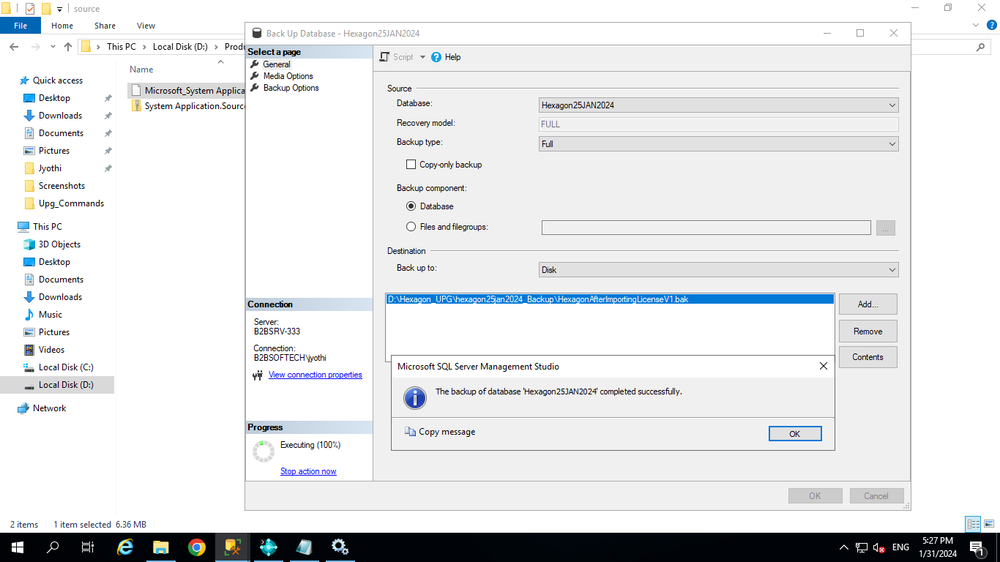 source
File
Home
Share
View
This PC
Local Disk (D:)
Quick access
Desktop
Downloads
Documents
Pictures
Jyothi
Screenshots
Upg_Commands
This PC
3D Objects
Desktop
Documents
Downloads
Music
Pictures
Videos
Local Disk (C:)
Local Disk (D:)
Network
Name
Microsoft_System
System Application.
2 items
1 item selected 6.36 MB
Back Up Database - Hexagon25JAN2024
Select a page
General
Media Options
Backup Options
Connection
Server:
B2BSRV-333
Connection:
B2BSOFTECH\jyothi
View connection properties
Progress
Executing (100%)
Stop action now
Script
Help
Source
Database:
Hexagon25JAN2024
Recovery model:
FULL
Backup type:
Full
Copy-only backup
Backup component:
Database
Files and filegroups:
...
Destination
Back up to:
Disk
D:\Hexagon_UPG\hexagon25jan2024_Backup\HexagonAfterImportingLicenseV1.bak
Add...
Remove
Contents
Microsoft SQL Server Management Studio
The backup of database 'Hexagon25JAN2024' completed successfully.
Copy message
OK
OK
Cancel
ENG
5:27 PM
1/31/2024
1